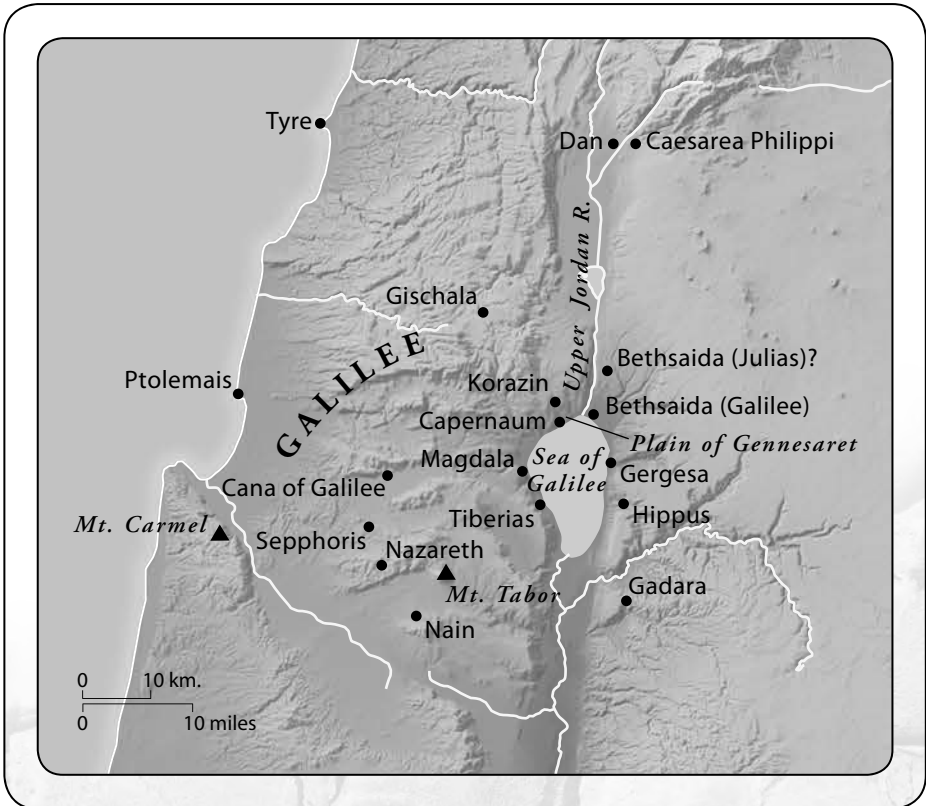 Tyre
Dan
Caesarea Philippi
Upper Jordan R.
Gischala
GALILEE
Bethsaida (Julias)?
Ptolemais
Korazin
Bethsaida (Galilee)
Capernaum
Plain of Gennesaret
Magdala
Sea of
Galilee
Gergesa
Cana of Galilee
Tiberias
Hippus
Mt. Carmel
Sepphoris
Nazareth
Mt. Tabor
Gadara
Nain
0 10 km.
0 10 miles